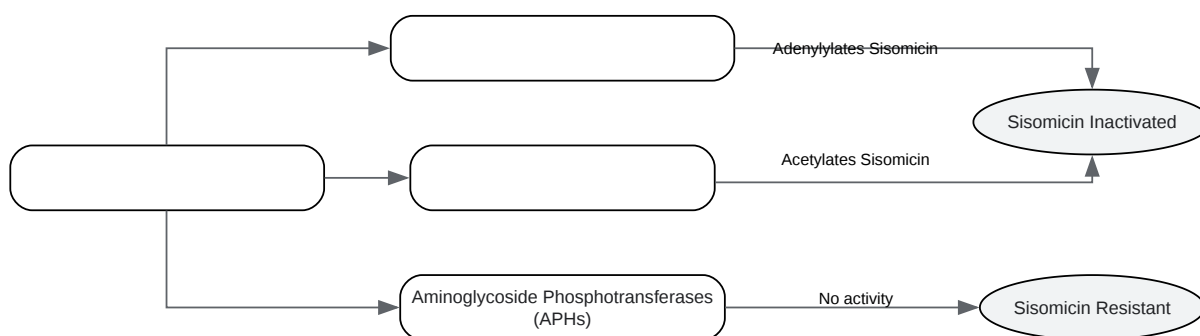 Adenylylates Sisomicin
Sisomicin Inactivated
Acetylates Sisomicin
Aminoglycoside Phosphotransferases
(APHs)
No activity
Sisomicin Resistant